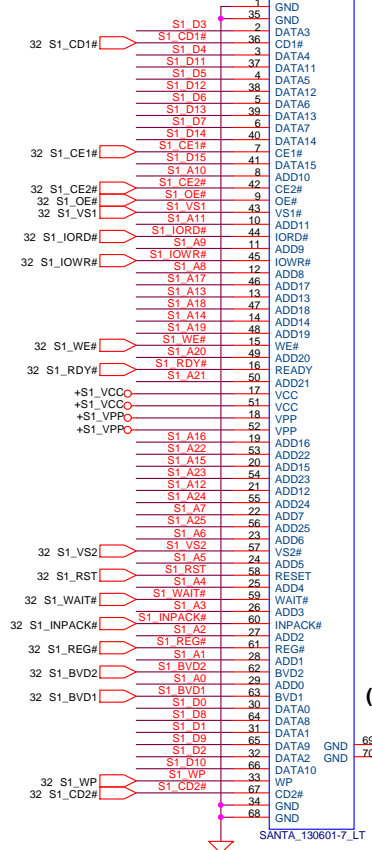 1 GND
35 GND
S1_D3 2 DATA3
32 S1_CD1# S1_CD1# 36 CD1#
S1_D4 3 DATA4
S1_D11 37 DATA11
S1_D5 4 DATA5
S1_D12 38 DATA12
S1_D6 5 DATA6
S1_D13 39 DATA13
S1_D7 6 DATA7
S1_D14 40 DATA14
32 S1_CE1# S1_CE1# 7 CE1#
S1_D15 41 DATA15
S1_A10 8 ADD10
32 S1_CE2# S1_CE2# 42 CE2#
32 S1_OE# S1_OE# 9 OE#
32 S1_VS1 S1_VS1 43 VS1#
S1_A11 10 ADD11
32 S1_IORD# S1_IORD# 44 IORD#
S1_A9 11 ADD9
32 S1_IOWR# S1_IOWR# 45 IOWR#
S1_A8 12 ADD8
S1_A17 46 ADD17
S1_A13 13 ADD13
S1_A18 47 ADD18
S1_A14 14 ADD14
S1_A19 48 ADD19
32 S1_WE# S1_WE# 15 WE#
S1_A20 49 ADD20
32 S1_RDY# S1_RDY# 16 READY
S1_A21 50 ADD21
+S1_VCC 17 VCC
+S1_VCC 51 VCC
+S1_VPP 18 VPP
+S1_VPP 52 VPP
S1_A16 19 ADD16
S1_A22 53 ADD22
S1_A15 20 ADD15
S1_A23 54 ADD23
S1_A12 21 ADD12
S1_A24 55 ADD24
S1_A7 22 ADD7
S1_A25 56 ADD25
S1_A6 23 ADD6
32 S1_VS2 S1_VS2 57 VS2#
S1_A5 24 ADD5
32 S1_RST S1_RST 58 RESET
S1_A4 25 ADD4
32 S1_WAIT# S1_WAIT# 59 WAIT#
S1_A3 26 ADD3
32 S1_INPACK# S1_INPACK# 60 INPACK#
S1_A2 27 ADD2
32 S1_REG# S1_REG# 61 REG#
S1_A1 28 ADD1
32 S1_BVD2 S1_BVD2 62 BVD2
S1_A0 29 ADD0
32 S1_BVD1 S1_BVD1 63 BVD1 (
S1_D0 30 DATA0
S1_D8 64 DATA8
S1_D1 31 DATA1
S1_D9 65 DATA9 GND 69
S1_D2 32 DATA2 GND 70
S1_D10 66 DATA10
32 S1_WP S1_WP 33 WP
32 S1_CD2# S1_CD2# 67 CD2#
34 GND
68 GND
SANTA_130601-7_LT